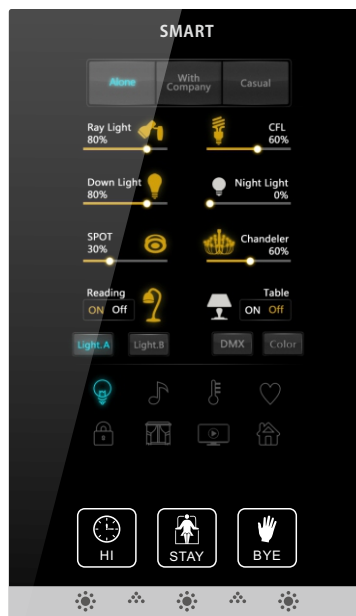 SMART
Alone
With
Company
Casual
Ray Light
80%
CFL
60%
Down Light
80%
Night Light
0%
SPOT
30%
Chandeler
60%
Reading
ON Off
Table
ON Off
Light.A
Light.B
DMX
Color
HI
STAY
BYE